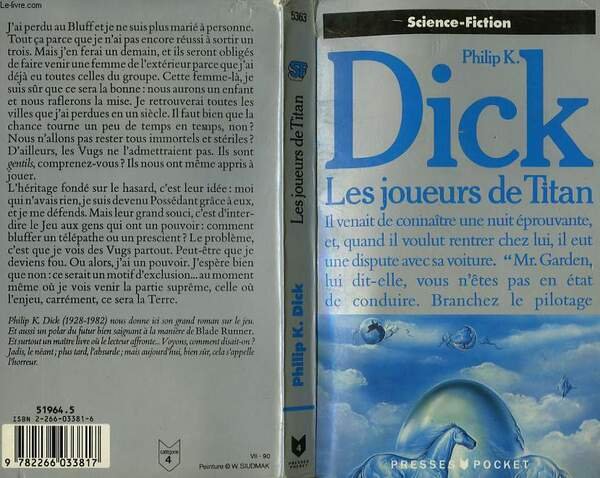 Le-livre.com
J'ai perdu au Bluff et je ne suis plus marié à personne.
Tout ça parce que je n'ai pas encore réussi à sortir un
trois. Mais j'en ferai un demain, et ils seront obligés
de faire venir une femme de l'extérieur parce que j'ai
déjà eu toutes celles du groupe. Cette femme-là, je
suis sûr que ce sera la bonne : nous aurons un enfant
et nous raflerons la mise. Je retrouverai toutes les
villes que j'ai perdues en un siècle. Il faut bien que la
chance tourne un peu de temps en temps, non ?
Nous n'allons pas rester tous immortels et stériles ?
D'ailleurs, les Vugs ne l'admettraient pas. Ils sont
gentils, comprenez-vous ? Ils nous ont même appris à
jouer.
L'héritage fondé sur le hasard, c'est leur idée : moi
qui n'avais rien, je suis devenu Possédant grâce à eux,
et je me défends. Mais leur grand souci, c'est d'inter-
dire le Jeu aux gens qui ont un pouvoir : comment
bluffer un télépathe ou un prescient ? Le problème,
c'est que je vois des Vugs partout. Peut-être que je
deviens fou. Ou alors, j'ai un pouvoir. J'espère bien
que non : ce serait un motif d'exclusion... au moment
même où je vois venir la partie suprême, celle où
l'enjeu, carrément, ce sera la Terre.
Philip K. Dick (1928-1982) nous donne ici son grand roman sur le jeu.
Et aussi un polar du futur bien saignant à la manière de Blade Runner.
Et surtout un maître livre où le lecteur affronte... Voyons, comment disait-on ?
Jadis, le néant ; plus tard, l'absurde ; mais aujourd'hui, bien sûr, cela s'appelle
l'horreur.
51964.5
ISBN 2-266-03381-6
9 782266 033817
catégorie
4
VII - 90
Peinture © W. SIUDMAK
5363
SF
Les joueurs de Titan
Philip K. Dick
Science-Fiction
Philip K.
Dick
Les joueurs de Titan
Il venait de connaître une nuit éprouvante,
et, quand il voulut rentrer chez lui, il eut
une dispute avec sa voiture. "Mr. Garden,
lui dit-elle, vous n'êtes pas en état
de conduire. Branchez le pilotage
PRESSES POCKET